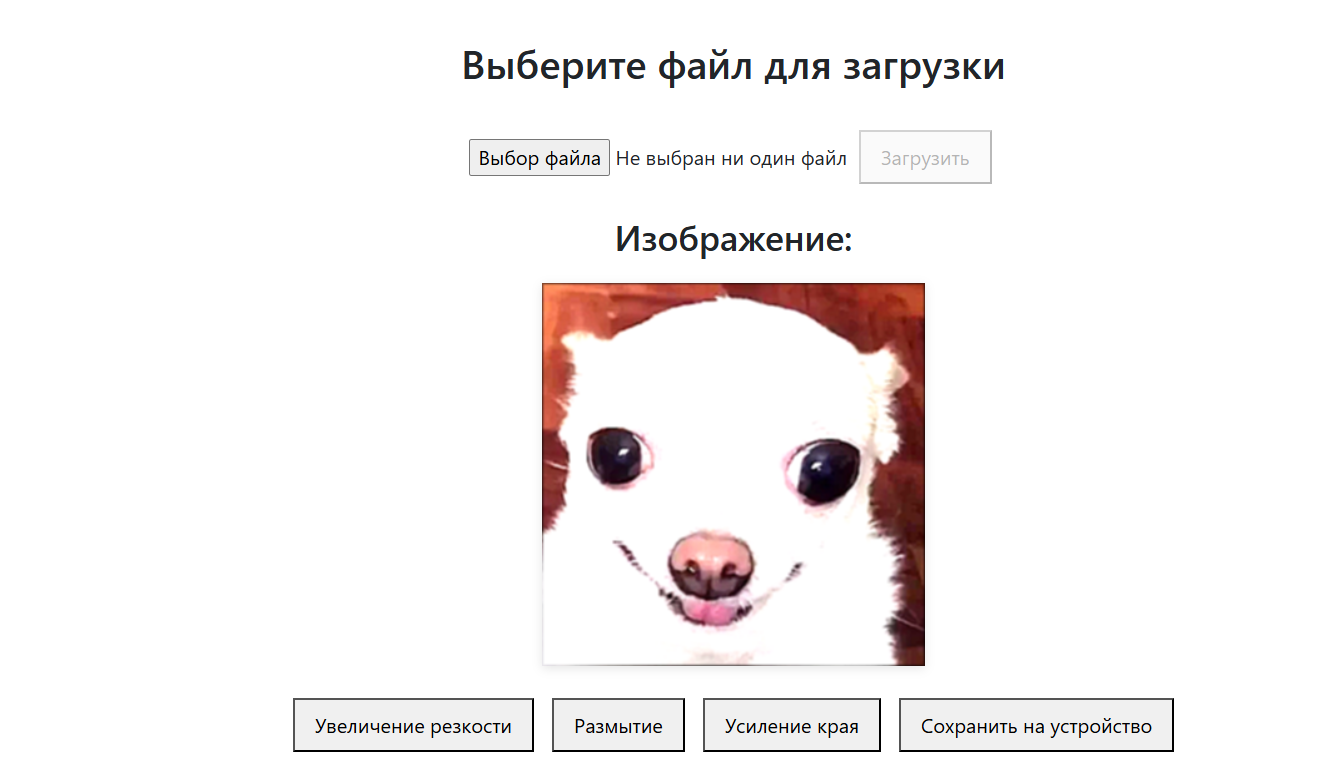 Выберите файл для загрузки
Выбор файла Не выбран ни один файл Загрузить
Изображение:
Увеличение резкости Размытие Усиление края Сохранить на устройство